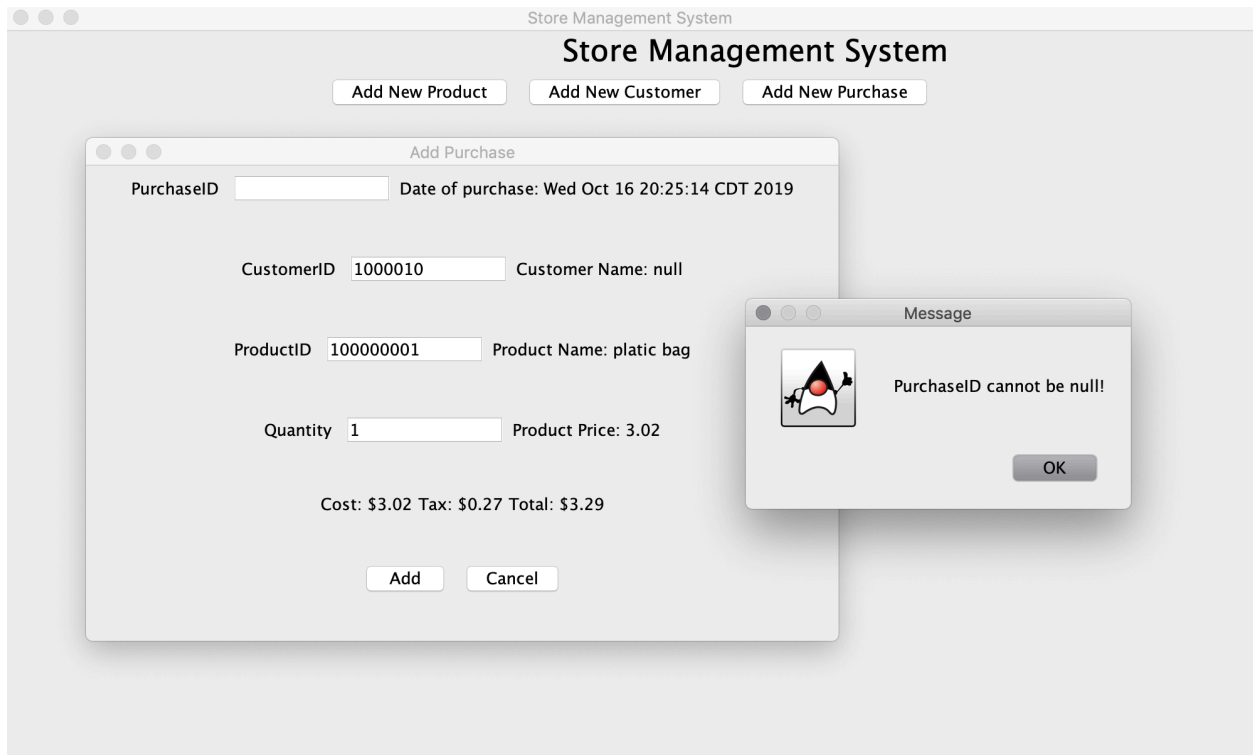 Store Management System
Store Management System
Add New Product Add New Customer Add New Purchase
Add Purchase
PurchaseID Date of purchase: Wed Oct 16 20:25:14 CDT 2019
CustomerID 1000010 Customer Name: null
ProductID 100000001 Product Name: platic bag
Quantity 1 Product Price: 3.02
Cost: $3.02 Tax: $0.27 Total: $3.29
Add Cancel
Message
PurchaseID cannot be null!
OK